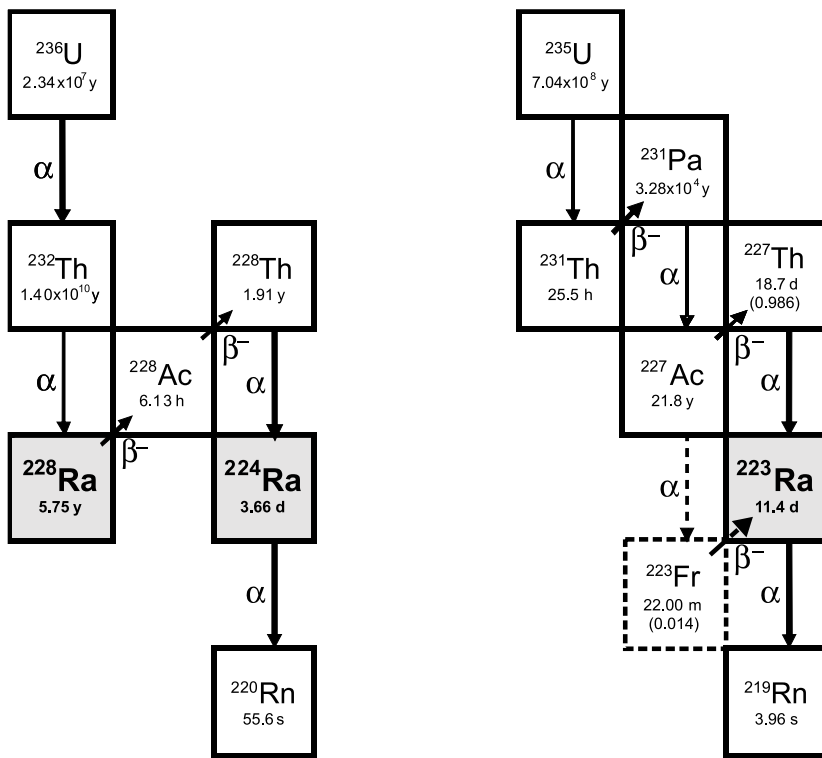 ²³⁶U
2.34x10⁷ y
α
²³²Th
1.40x10¹⁰ y
²²⁸Th
1.91 y
α
²²⁸Ac
6.13 h
β⁻
α
β⁻
²²⁸Ra
5.75 y
²²⁴Ra
3.66 d
α
²²⁰Rn
55.6 s
²³⁵U
7.04x10⁸ y
α
²³¹Pa
3.28x10⁴ y
β⁻
²³¹Th
25.5 h
α
²²⁷Th
18.7 d
(0.986)
β⁻
²²⁷Ac
21.8 y
α
α
²²³Ra
11.4 d
²²³Fr
22.00 m
(0.014)
β⁻
α
²¹⁹Rn
3.96 s